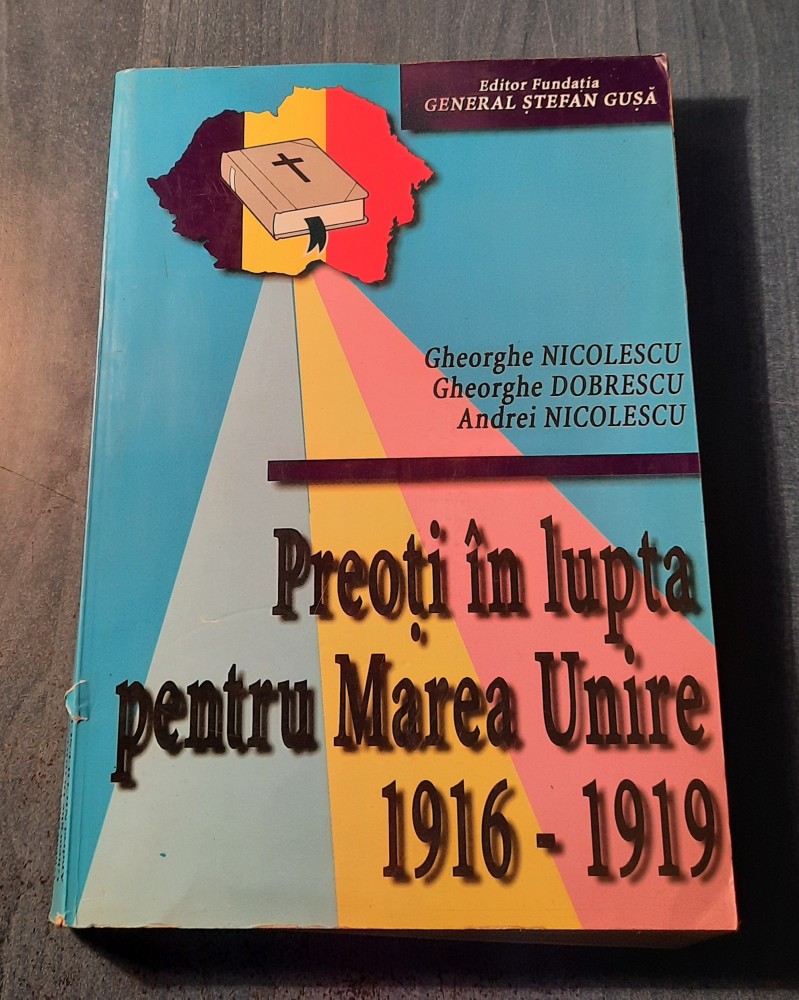 Editor Fundația
GENERAL ȘTEFAN GUȘĂ
Gheorghe NICOLESCU
Gheorghe DOBRESCU
Andrei NICOLESCU
Preoți în lupta
pentru Marea Unire
1916 - 1919